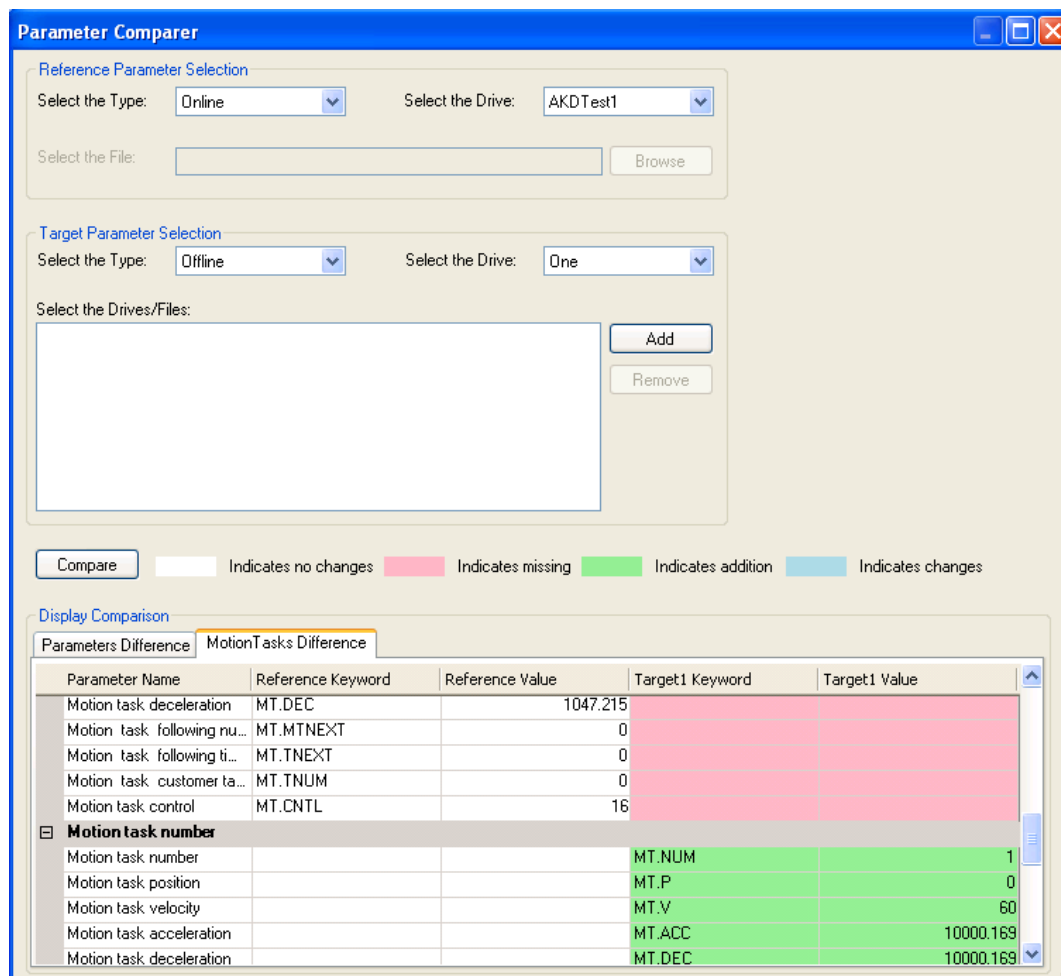 Parameter Comparer
Reference Parameter Selection
Select the Type: Online Select the Drive: AKDTest1
Select the File: Browse
Target Parameter Selection
Select the Type: Offline Select the Drive: One
Select the Drives/Files:
Add
Remove
Compare Indicates no changes Indicates missing Indicates addition Indicates changes
Display Comparison
Parameters Difference MotionTasks Difference
Parameter Name Reference Keyword Reference Value Target1 Keyword Target1 Value
Motion task deceleration MT.DEC 1047.215
Motion task following nu... MT.MTNEXT 0
Motion task following ti... MT.TNEXT 0
Motion task customer ta... MT.TNUM 0
Motion task control MT.CNTL 16
Motion task number
Motion task number MT.NUM 1
Motion task position MT.P 0
Motion task velocity MT.V 60
Motion task acceleration MT.ACC 10000.169
Motion task deceleration MT.DEC 10000.169